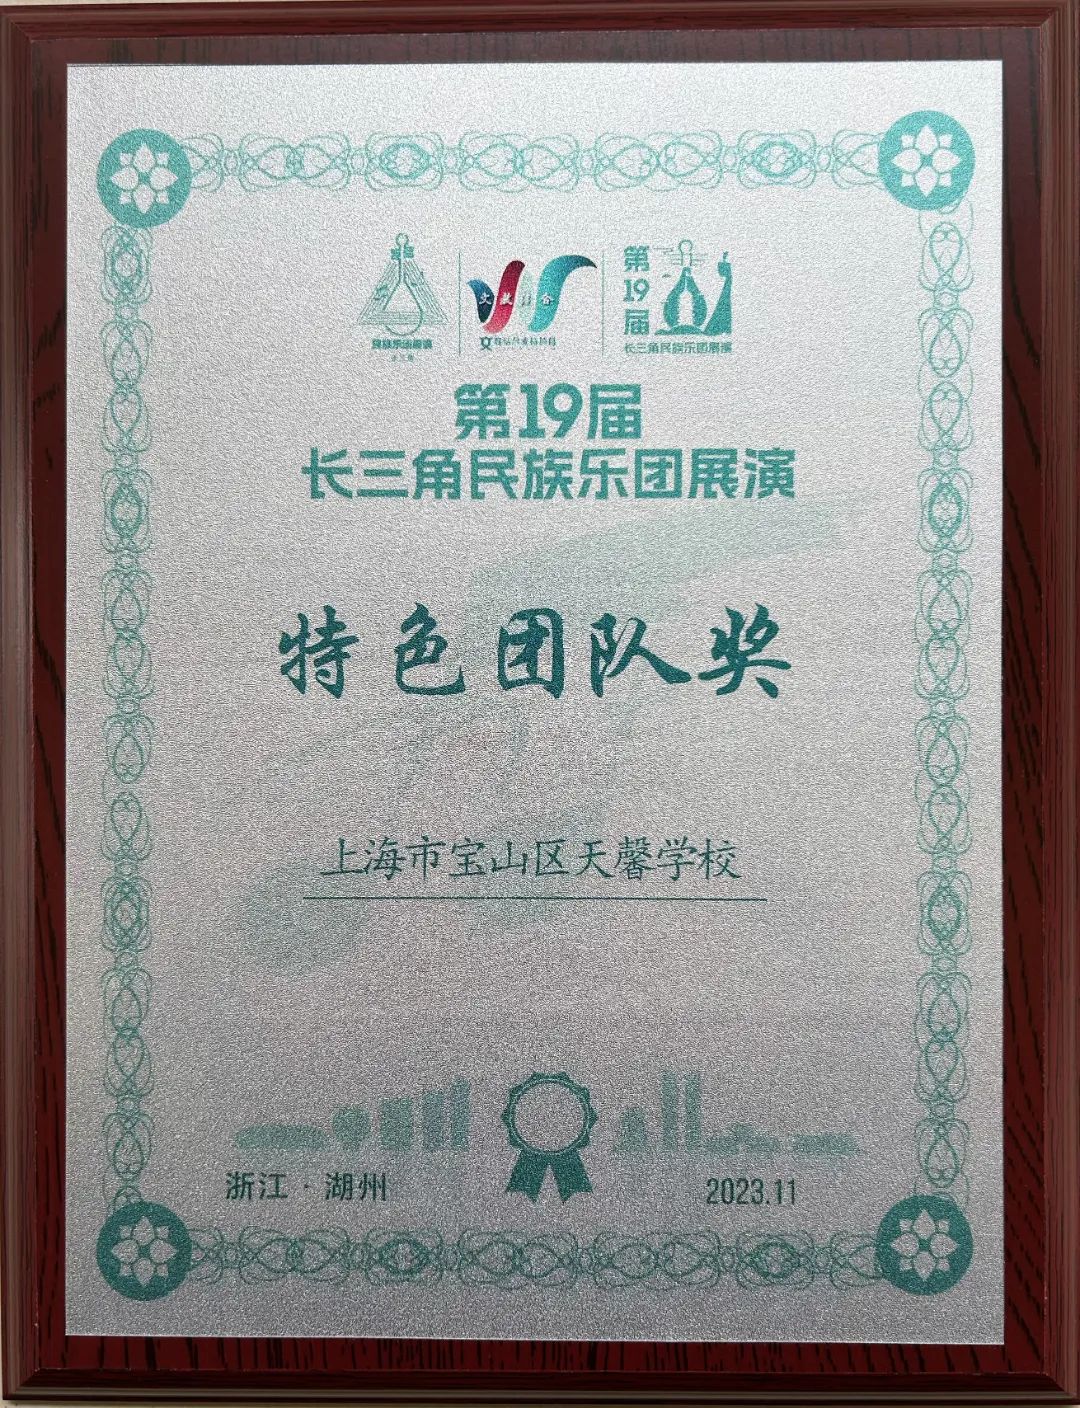 第19届
长三角民族乐团展演
第19届
长三角民族乐团展演
特色团队奖
上海市宝山区天馨学校
浙江·湖州
2023.11